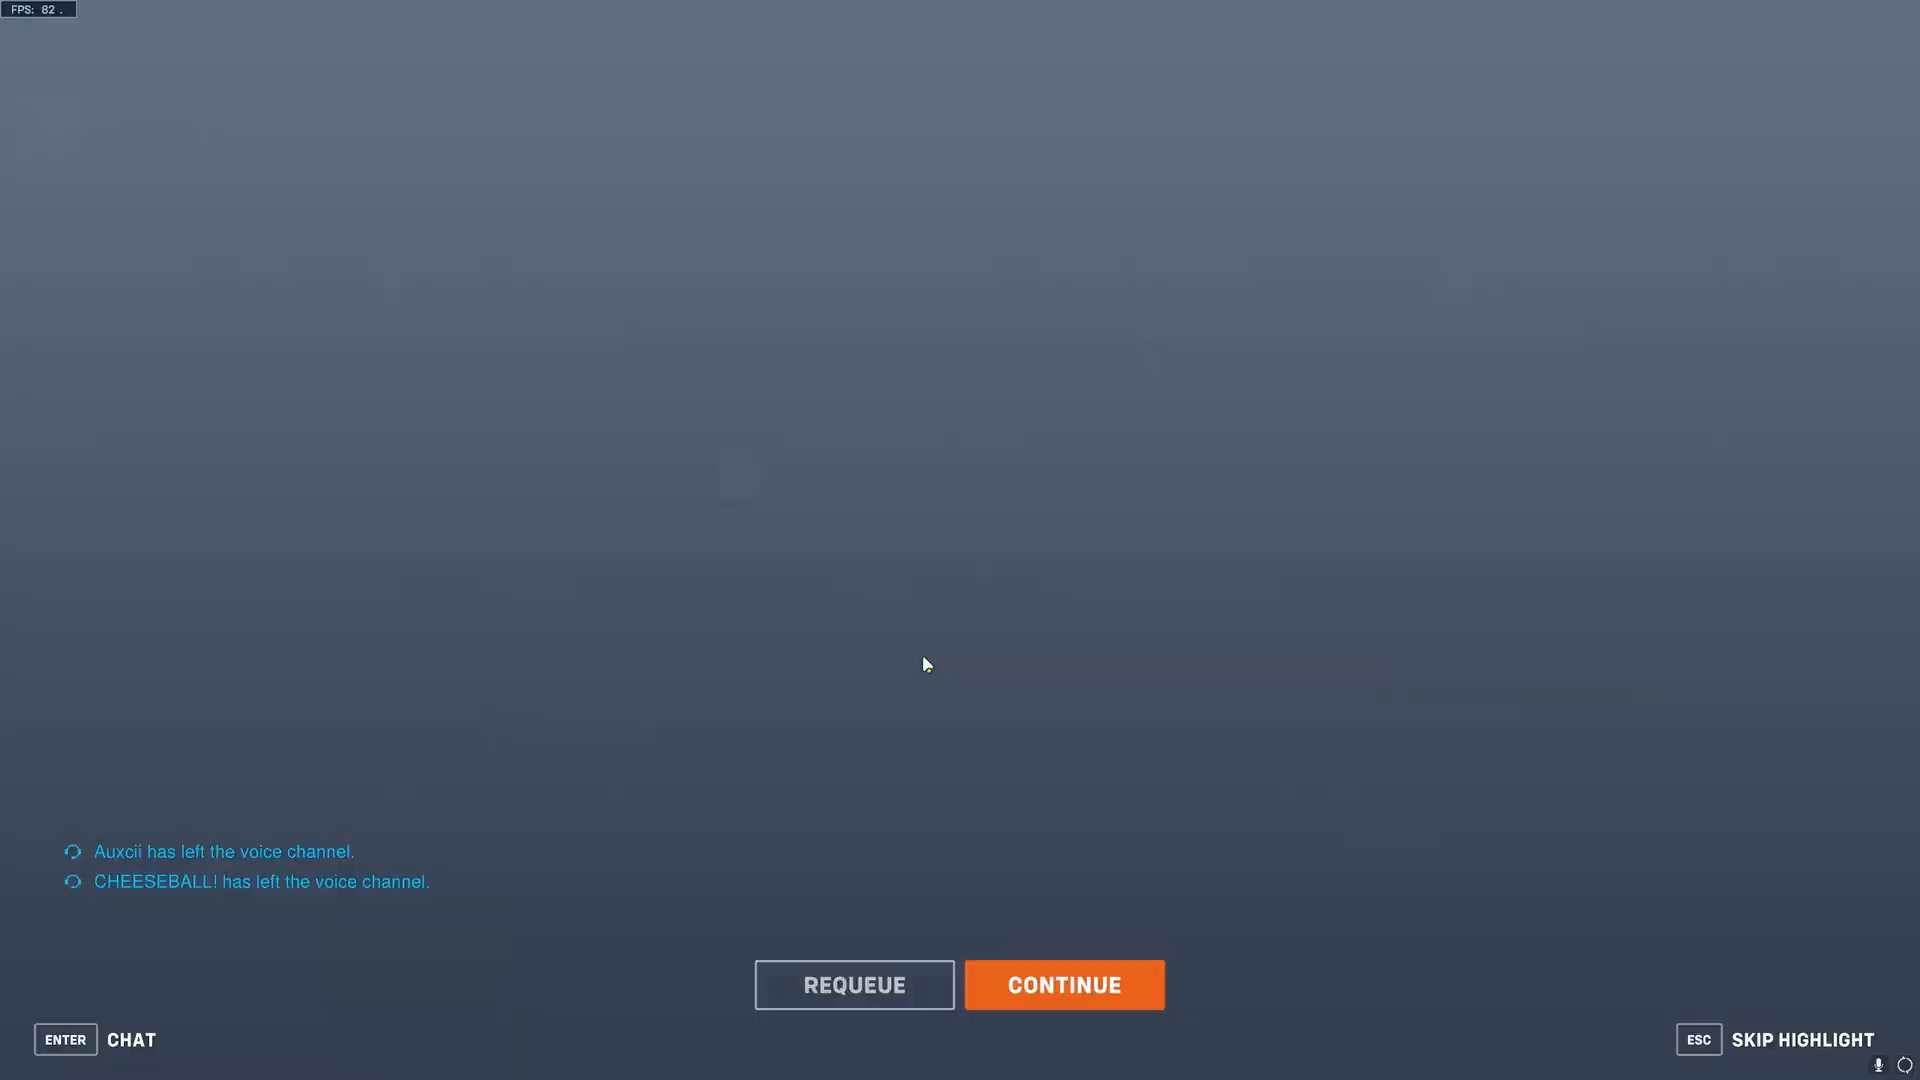 FPS: 82 .
Auxcii has left the voice channel.
CHEESEBALL! has left the voice channel.
REQUEUE
CONTINUE
ENTER CHAT
ESC SKIP HIGHLIGHT